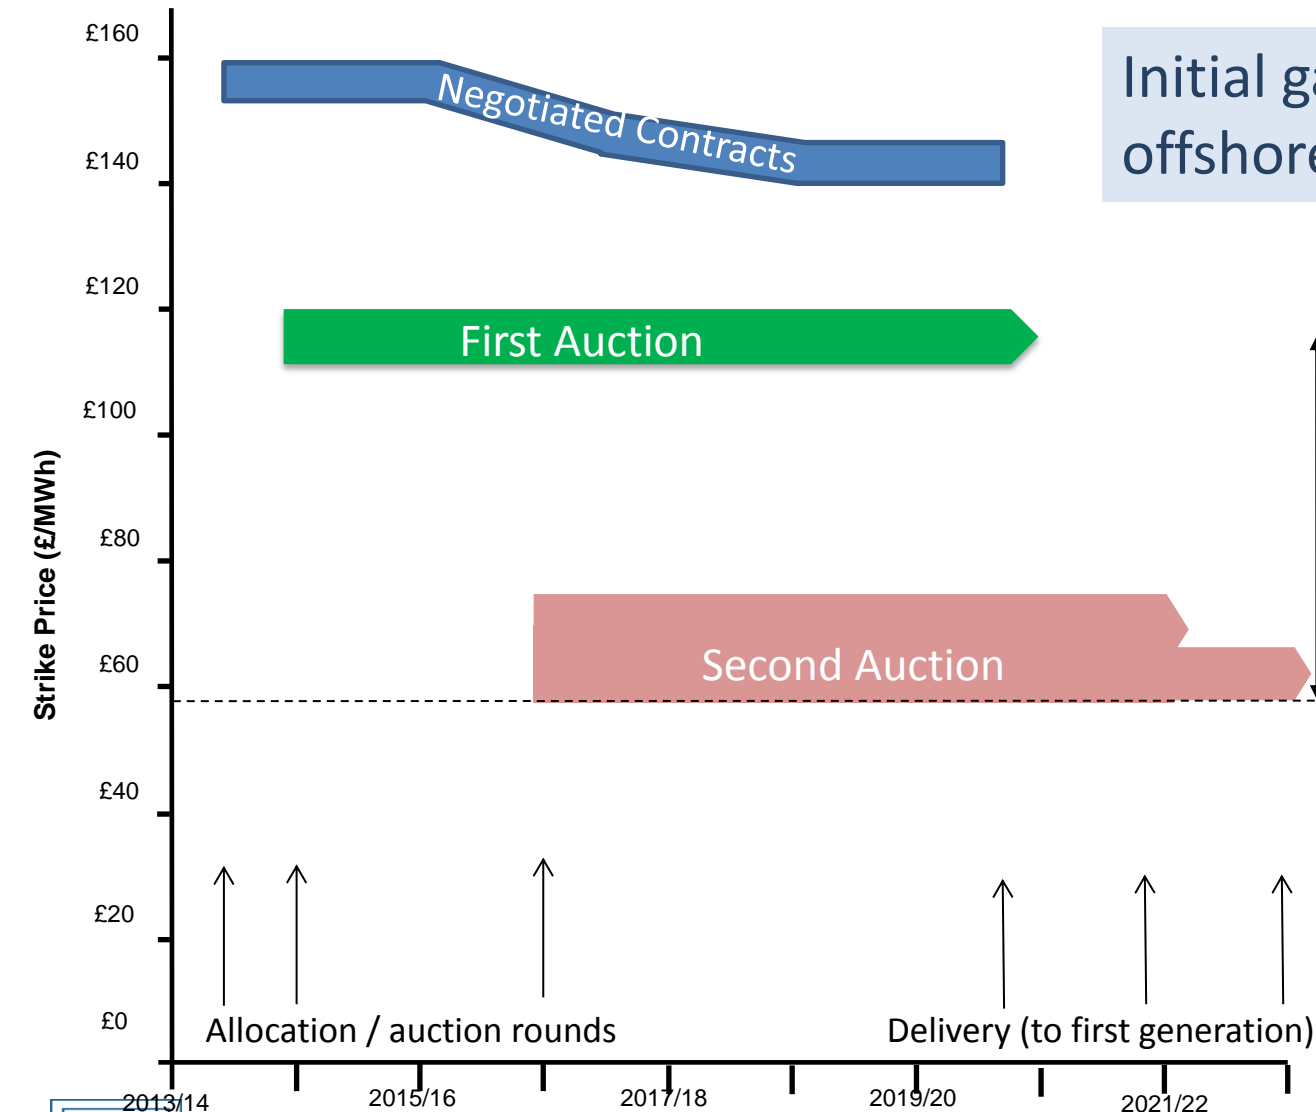 £160
Initial
offshore
Negotiated Contracts
£140
£120
First Auction
£100
Strike Price (£/MWh)
£80
£60
Second Auction
£40
£20
£0
Allocation / auction rounds
Delivery (to first generation)
2013/14
2015/16
2017/18
2019/20
2021/22